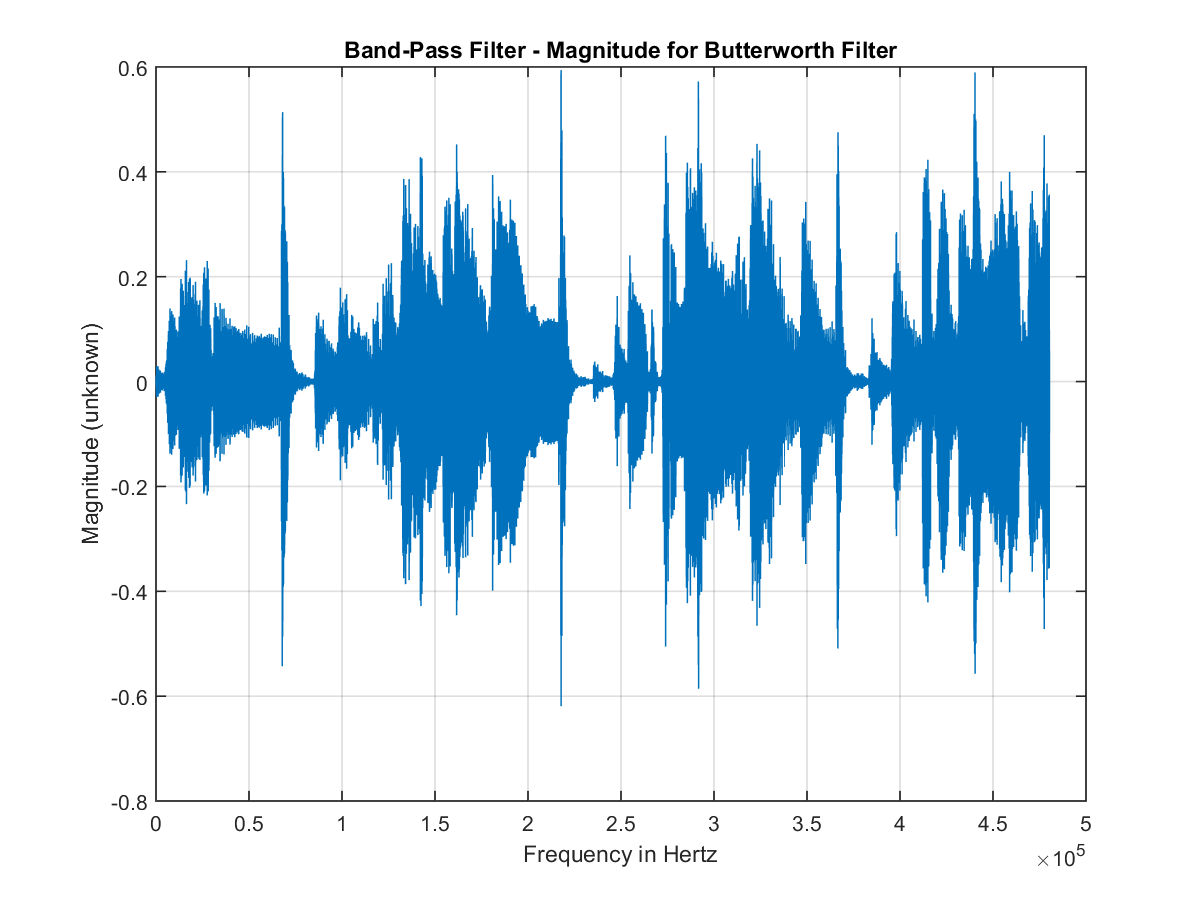 Band-Pass Filter - Magnitude for Butterworth Filter
0.6
0.4
0.2
0
-0.2
-0.4
-0.6
-0.8
Magnitude (unknown)
0 0.5 1 1.5 2 2.5 3 3.5 4 4.5 5
Frequency in Hertz
×10^5